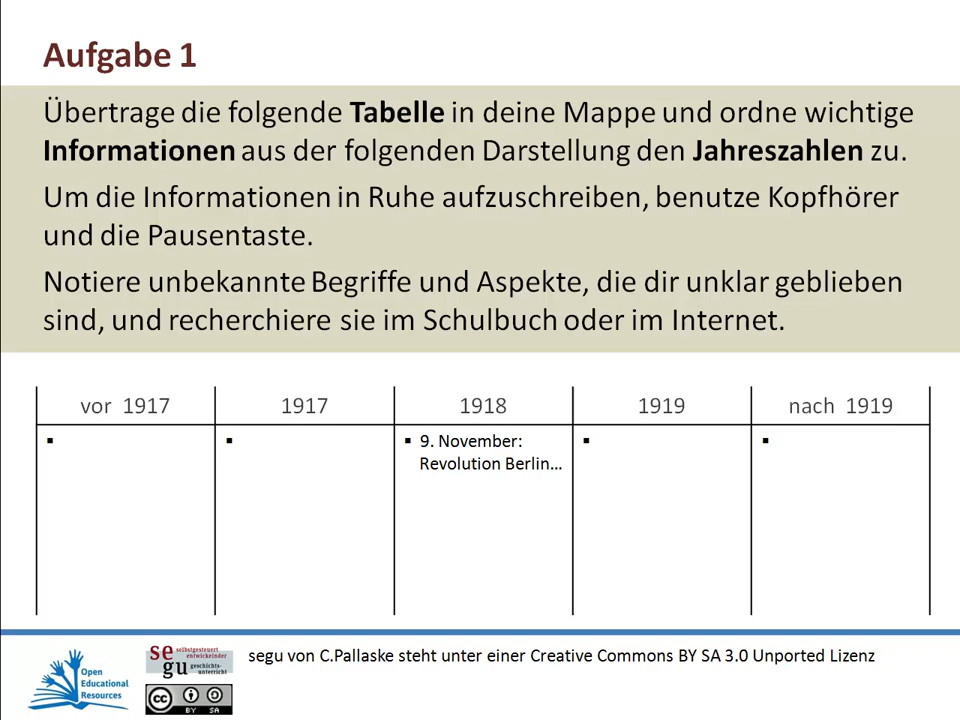 Aufgabe 1
Übertrage die folgende Tabelle in deine Mappe und ordne wichtige
Informationen aus der folgenden Darstellung den Jahreszahlen zu.
Um die Informationen in Ruhe aufzuschreiben, benutze Kopfhörer
und die Pausentaste.
Notiere unbekannte Begriffe und Aspekte, die dir unklar geblieben
sind, und recherchiere sie im Schulbuch oder im Internet.
vor 1917
1917
1918
1919
nach 1919
▪
▪
▪ 9. November:
Revolution Berlin…
▪
▪
Open
Educational
Resources
se selbstgesteuert
entwickelnder
gu geschichts-
unterricht
cc BY SA
segu von C.Pallaske steht unter einer Creative Commons BY SA 3.0 Unported Lizenz